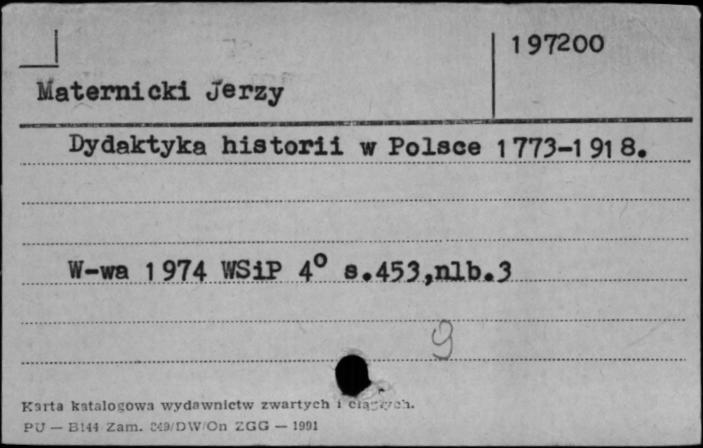 197200
Maternicki Jerzy
Dydaktyka historii w Polsce 1773-1918.
W-wa 1974 WSiP 4° s.453,nlb.3
9
Karta katalogowa wydawnictw zwartych i ciągłych.
PU — B144 Zam. 249/DW/On ZGG — 1991